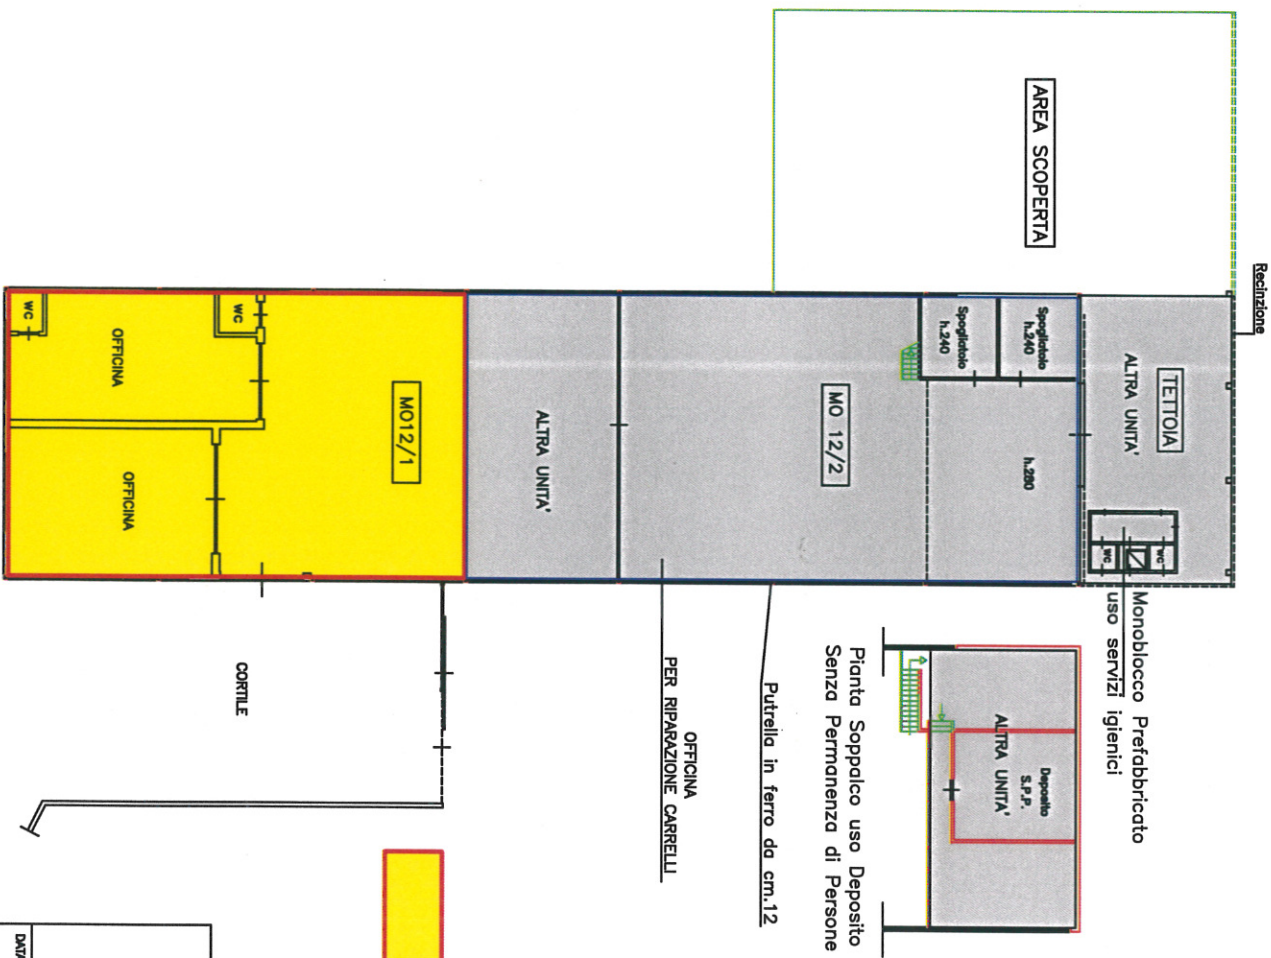 Recinzione
AREA SCOPERTA
TETTOIA
ALTRA UNITA'
Spogliatoio
h.240
Spogliatoio
h.240
h.280
WC
WC
Monoblocco Prefabbricato
uso servizi igienici
MO 12/2
ALTRA UNITA'
MO12/1
WC
OFFICINA
WC
OFFICINA
Deposito
S.P.P.
ALTRA UNITA'
Pianta Soppalco uso Deposito
Senza Permanenza di Persone
Putrella in ferro da cm.12
OFFICINA
PER RIPARAZIONE CARRELLI
CORTILE